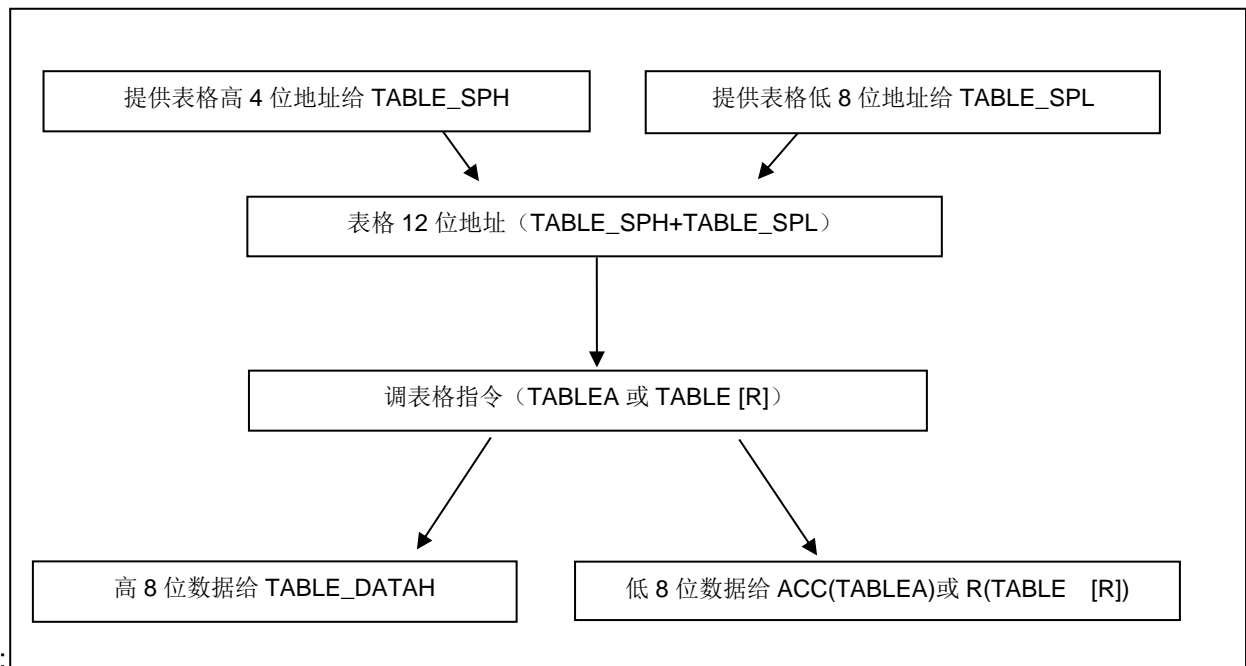 提供表格高 4 位地址给 TABLE_SPH
提供表格低 8 位地址给 TABLE_SPL
表格 12 位地址（TABLE_SPH+TABLE_SPL）
调表格指令（TABLEA 或 TABLE [R]）
高 8 位数据给 TABLE_DATAH
低 8 位数据给 ACC(TABLEA)或 R(TABLE [R])
: